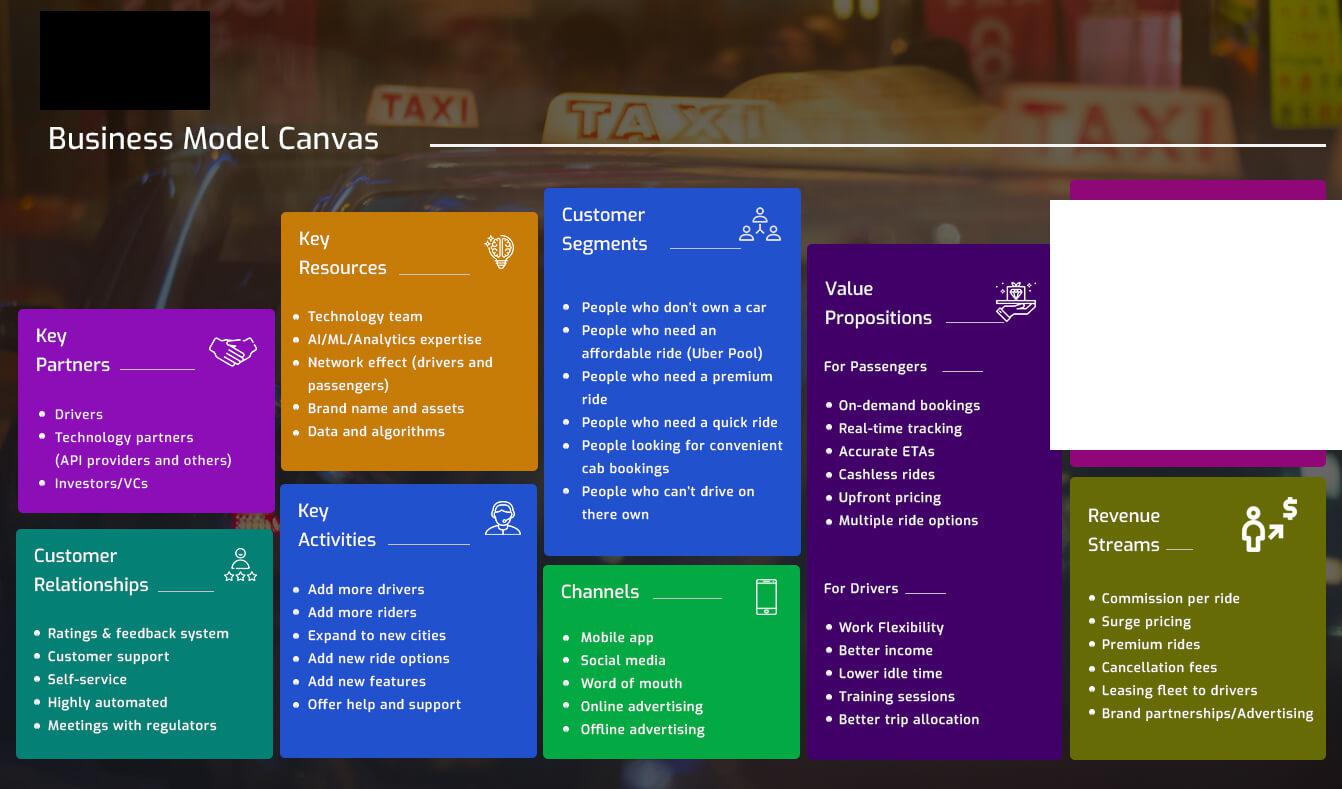 TAXI
TAXI
TAXI
Business Model Canvas
Key
Partners
Drivers
Technology partners
(API providers and others)
Investors/VCs
Customer
Relationships
Ratings & feedback system
Customer support
Self-service
Highly automated
Meetings with regulators
Key
Resources
Technology team
AI/ML/Analytics expertise
Network effect (drivers and
passengers)
Brand name and assets
Data and algorithms
Key
Activities
Add more drivers
Add more riders
Expand to new cities
Add new ride options
Add new features
Offer help and support
Customer
Segments
People who don't own a car
People who need an
affordable ride (Uber Pool)
People who need a premium
ride
People who need a quick ride
People looking for convenient
cab bookings
People who can't drive on
there own
Channels
Mobile app
Social media
Word of mouth
Online advertising
Offline advertising
Value
Propositions
For Passengers
On-demand bookings
Real-time tracking
Accurate ETAs
Cashless rides
Upfront pricing
Multiple ride options
For Drivers
Work Flexibility
Better income
Lower idle time
Training sessions
Better trip allocation
Revenue
Streams
$
Commission per ride
Surge pricing
Premium rides
Cancellation fees
Leasing fleet to drivers
Brand partnerships/Advertising